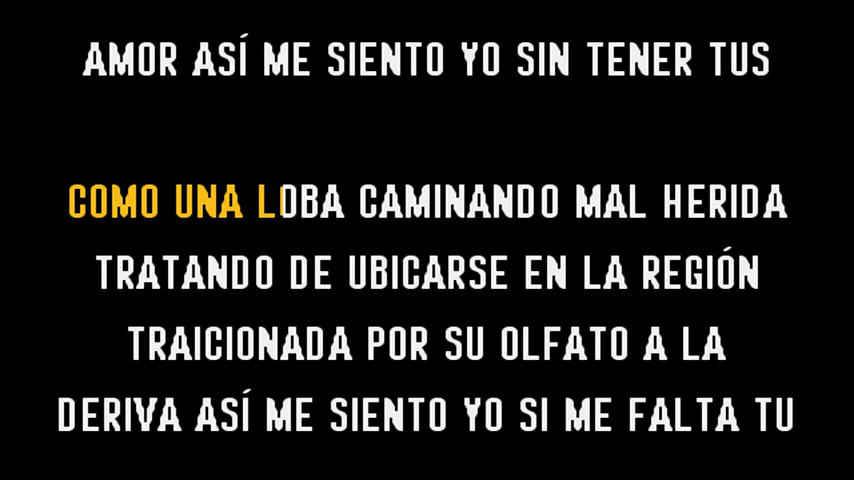 AMOR ASÍ ME SIENTO YO SIN TENER TUS
COMO UNA LOBA CAMINANDO MAL HERIDA
TRATANDO DE UBICARSE EN LA REGIÓN
TRAICIONADA POR SU OLFATO A LA
DERIVA ASÍ ME SIENTO YO SI ME FALTA TU